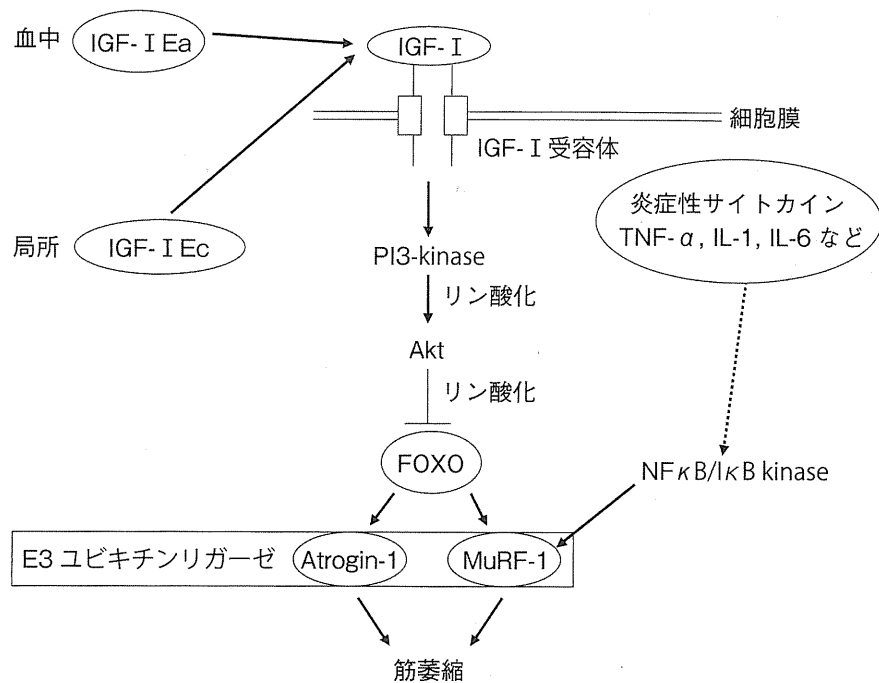 血中
IGF-Ⅰ Ea
IGF-Ⅰ
細胞膜
IGF-Ⅰ受容体
炎症性サイトカイン
TNF-α, IL-1, IL-6 など
局所
IGF-Ⅰ Ec
PI3-kinase
リン酸化
Akt
リン酸化
FOXO
NFκB/IκB kinase
E3 ユビキチンリガーゼ
Atrogin-1
MuRF-1
筋萎縮